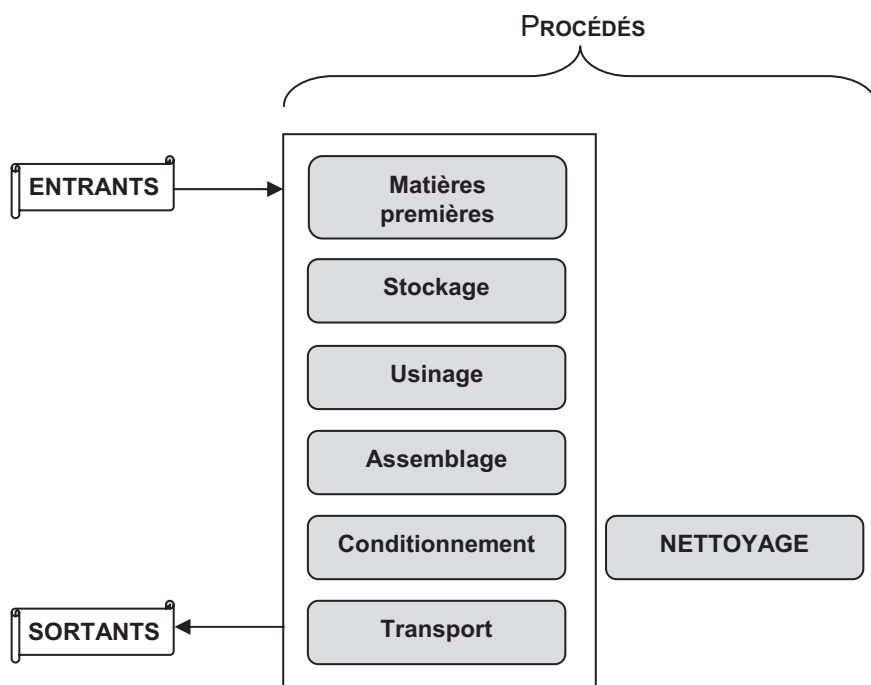 PROCÉDÉS
ENTRANTS
Matières
premières
Stockage
Usinage
Assemblage
Conditionnement
NETTOYAGE
SORTANTS
Transport